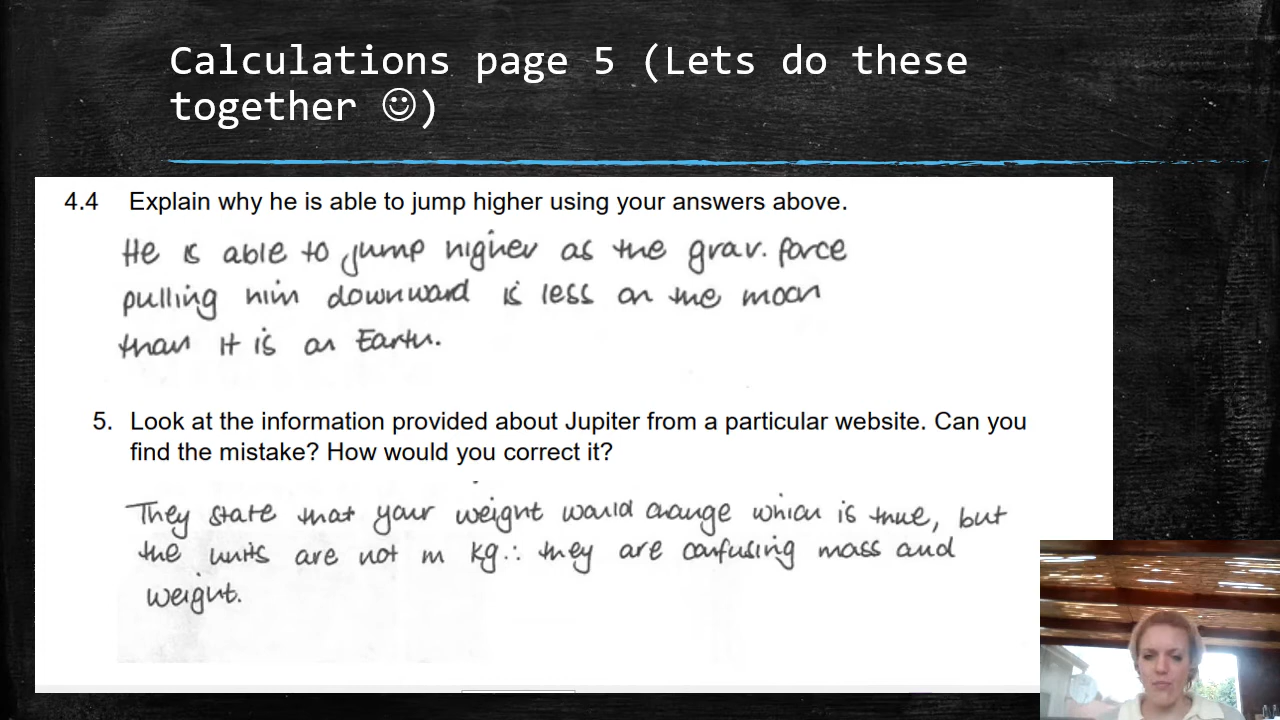 Calculations page 5 (Lets do these
together ☺)
4.4 Explain why he is able to jump higher using your answers above.
He is able to jump higher as the grav. force
pulling him downward is less on the moon
than it is on Earth.
5. Look at the information provided about Jupiter from a particular website. Can you
find the mistake? How would you correct it?
They state that your weight would change which is true, but
the units are not in kg ∴ they are confusing mass and
weight.